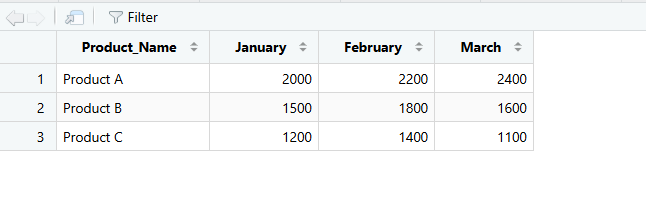 Filter
Product_Name January February March
1 Product A 2000 2200 2400
2 Product B 1500 1800 1600
3 Product C 1200 1400 1100